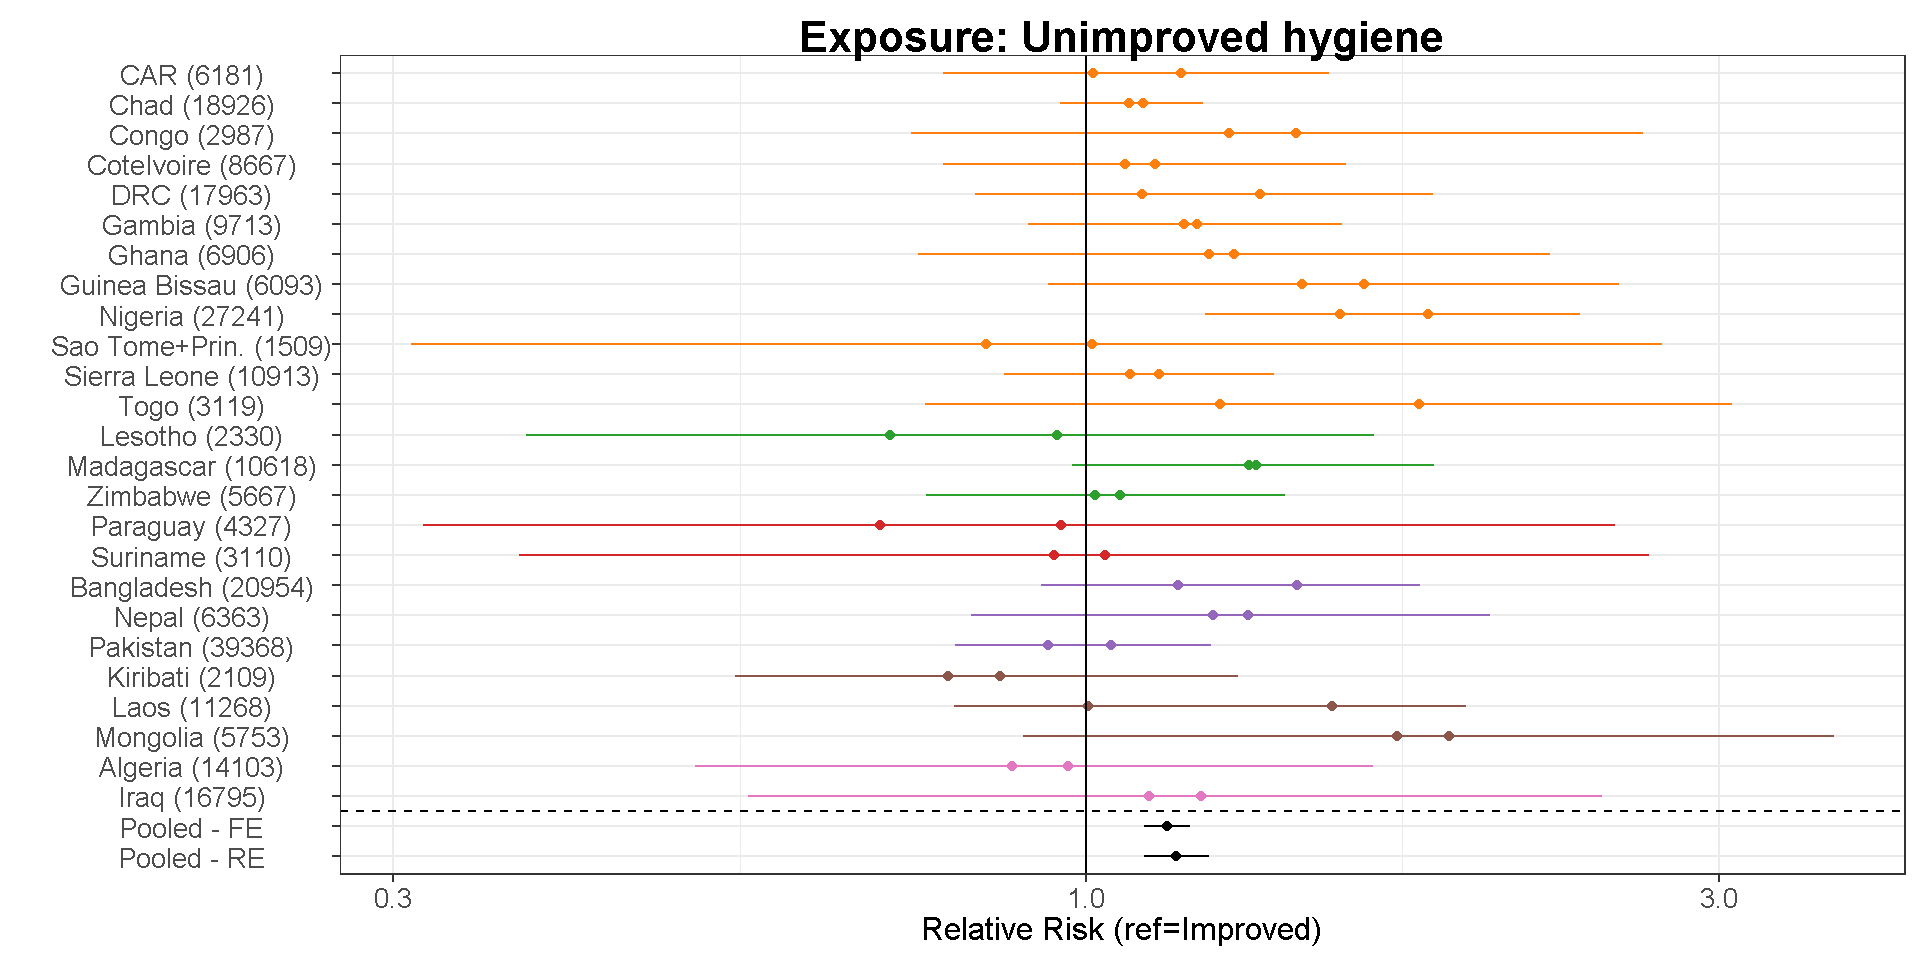 Exposure: Unimproved hygiene
CAR (6181)
Chad (18926)
Congo (2987)
CoteIvoire (8667)
DRC (17963)
Gambia (9713)
Ghana (6906)
Guinea Bissau (6093)
Nigeria (27241)
Sao Tome+Prin. (1509)
Sierra Leone (10913)
Togo (3119)
Lesotho (2330)
Madagascar (10618)
Zimbabwe (5667)
Paraguay (4327)
Suriname (3110)
Bangladesh (20954)
Nepal (6363)
Pakistan (39368)
Kiribati (2109)
Laos (11268)
Mongolia (5753)
Algeria (14103)
Iraq (16795)
Pooled - FE
Pooled - RE
0.3 1.0 3.0
Relative Risk (ref=Improved)